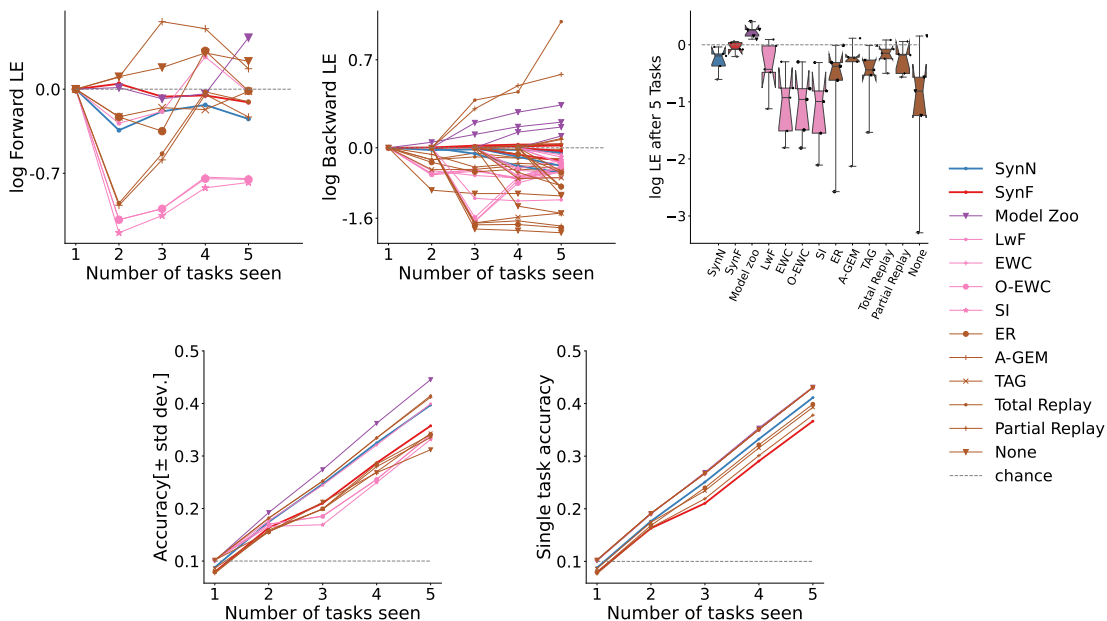 log Forward LE
0.0
-0.7
1 2 3 4 5
Number of tasks seen
log Backward LE
0.7
0.0
-1.6
1 2 3 4 5
Number of tasks seen
log LE after 5 Tasks
0
−1
−2
−3
SynN
SynF
Model zoo
LwF
EWC
O-EWC
SI
ER
A-GEM
TAG
Total Replay
Partial Replay
None
SynN
SynF
Model Zoo
LwF
EWC
O-EWC
SI
ER
A-GEM
TAG
Total Replay
Partial Replay
None
chance
Accuracy[± std dev.]
0.5
0.4
0.3
0.2
0.1
1 2 3 4 5
Number of tasks seen
Single task accuracy
0.5
0.4
0.3
0.2
0.1
1 2 3 4 5
Number of tasks seen